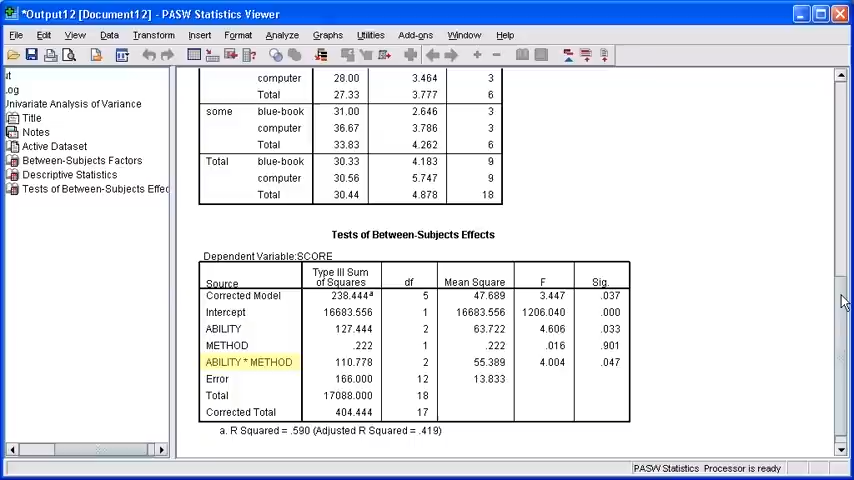 *Output12 [Document12] - PASW Statistics Viewer
File Edit View Data Transform Insert Format Analyze Graphs Utilities Add-ons Window Help
ut
.og
Jnivariate Analysis of Variance
Title
Notes
Active Dataset
Between-Subjects Factors
Descriptive Statistics
Tests of Between-Subjects Effec
computer 28.00 3.464 3
Total 27.33 3.777 6
some blue-book 31.00 2.646 3
computer 36.67 3.786 3
Total 33.83 4.262 6
Total blue-book 30.33 4.183 9
computer 30.56 5.747 9
Total 30.44 4.878 18
Tests of Between-Subjects Effects
Dependent Variable:SCORE
Source Type III Sum of Squares df Mean Square F Sig.
Corrected Model 238.444a 5 47.689 3.447 .037
Intercept 16683.556 1 16683.556 1206.040 .000
ABILITY 127.444 2 63.722 4.606 .033
METHOD .222 1 .222 .016 .901
ABILITY * METHOD 110.778 2 55.389 4.004 .047
Error 166.000 12 13.833
Total 17088.000 18
Corrected Total 404.444 17
a. R Squared = .590 (Adjusted R Squared = .419)
PASW Statistics Processor is ready